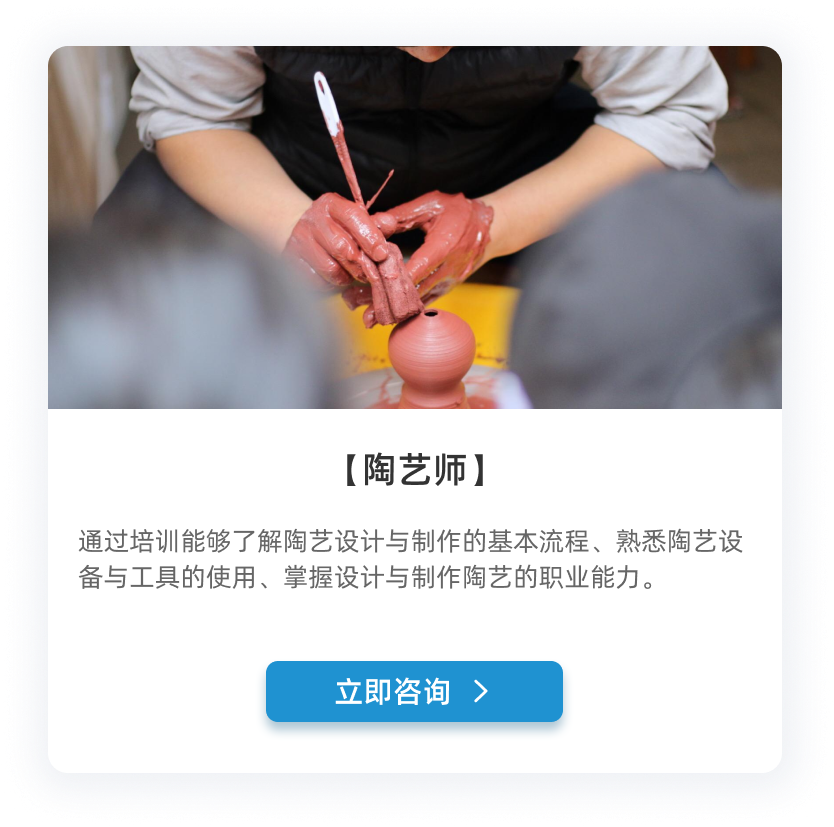 【陶艺师】
通过培训能够了解陶艺设计与制作的基本流程、熟悉陶艺设
备与工具的使用、掌握设计与制作陶艺的职业能力。
立即咨询